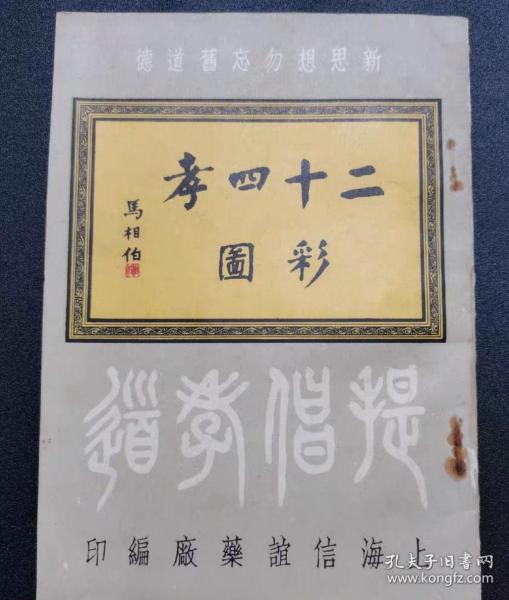 新思想勿忘舊道德
二十四孝
彩圖
馬相伯
提倡孝道
上海信誼藥廠編印
孔夫子旧书网
www.kongfz.com